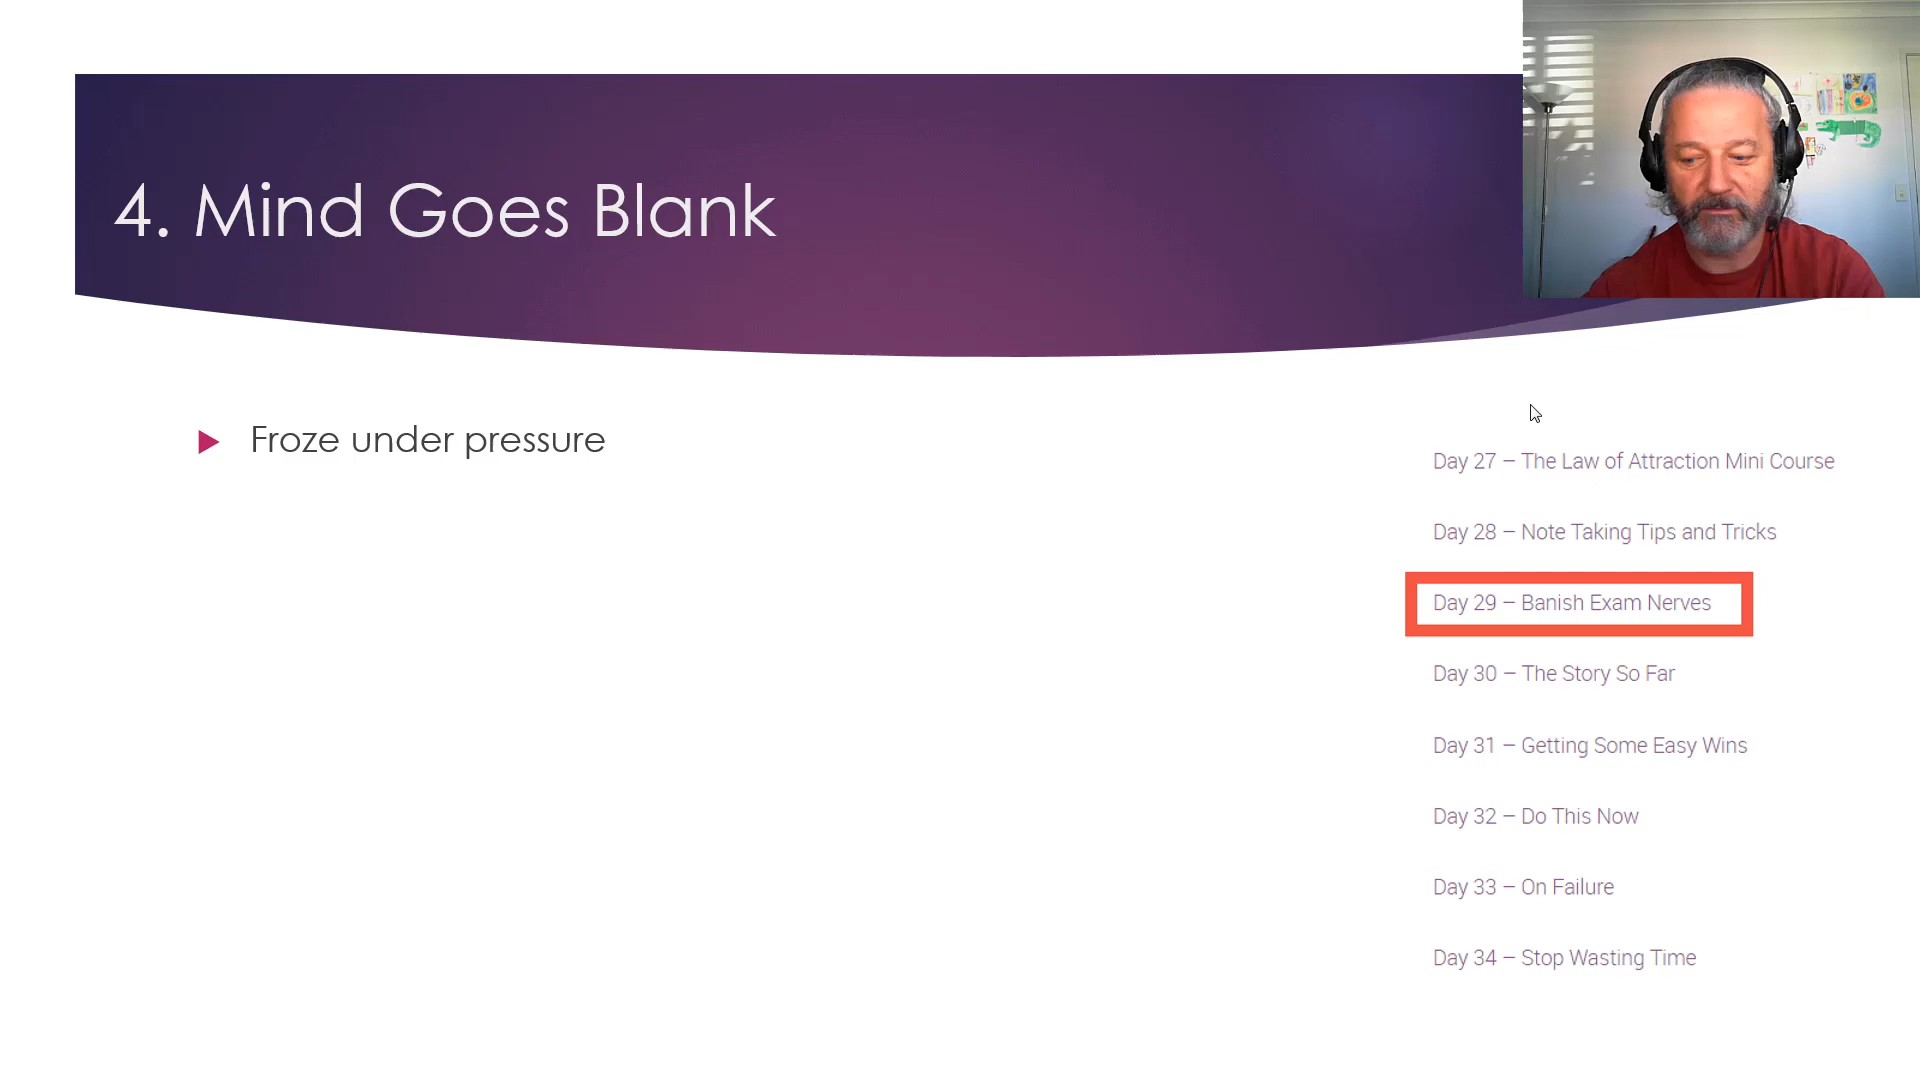 4. Mind Goes Blank
Froze under pressure
Day 27 – The Law of Attraction Mini Course
Day 28 – Note Taking Tips and Tricks
Day 29 – Banish Exam Nerves
Day 30 – The Story So Far
Day 31 – Getting Some Easy Wins
Day 32 – Do This Now
Day 33 – On Failure
Day 34 – Stop Wasting Time